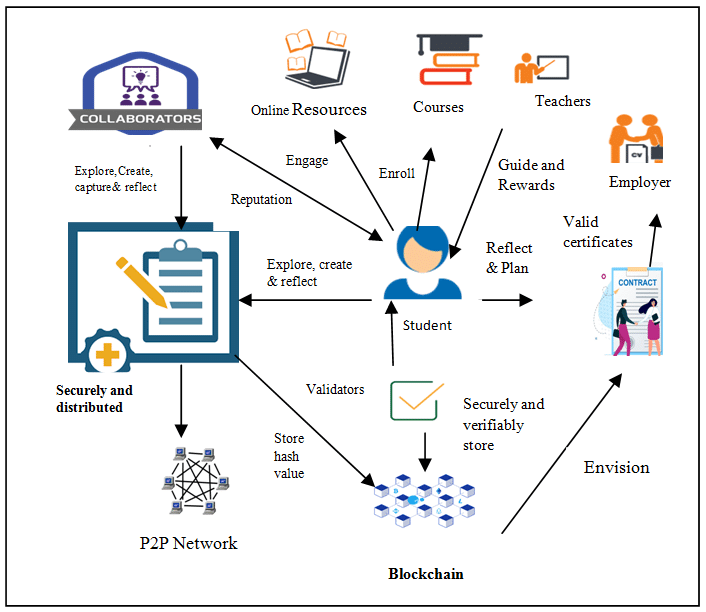 COLLABORATORS
Online Resources
Courses
Teachers
CV
Employer
Explore, Create,
capture & reflect
Reputation
Engage
Enroll
Guide and
Rewards
Valid
certificates
Explore, create
& reflect
Reflect
& Plan
CONTRACT
Student
Securely and
distributed
Validators
Securely and
verifiably
store
Store
hash
value
Envision
P2P Network
Blockchain